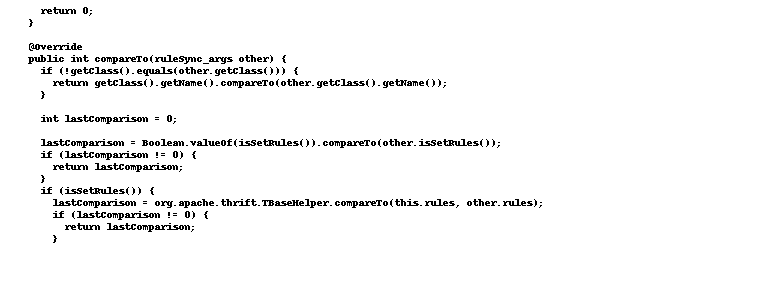 return 0;
}
@Override
public int compareTo(ruleSync_args other) {
if (!getClass().equals(other.getClass())) {
return getClass().getName().compareTo(other.getClass().getName());
}
int lastComparison = 0;
lastComparison = Boolean.valueOf(isSetRules()).compareTo(other.isSetRules());
if (lastComparison != 0) {
return lastComparison;
}
if (isSetRules()) {
lastComparison = org.apache.thrift.TBaseHelper.compareTo(this.rules, other.rules);
if (lastComparison != 0) {
return lastComparison;
}